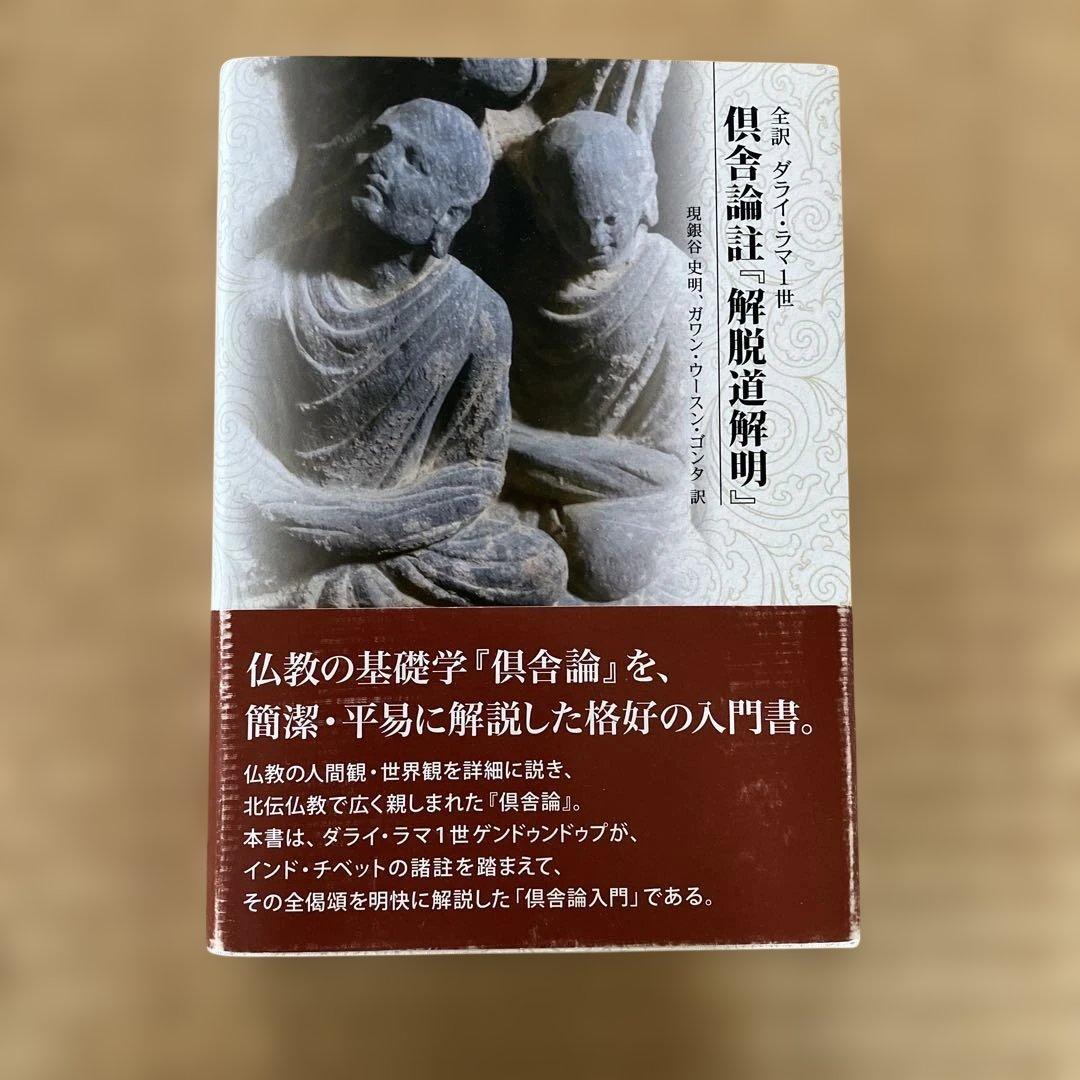 全訳 ダライ・ラマ1世
倶舎論註『解脱道解明』
現銀谷 史明、ガワン・ウースン・ゴンタ 訳
仏教の基礎学『倶舎論』を、
簡潔・平易に解説した格好の入門書。
仏教の人間観・世界観を詳細に説き、
北伝仏教で広く親しまれた『倶舎論』。
本書は、ダライ・ラマ1世ゲンドゥンドゥプが、
インド・チベットの諸註を踏まえて、
その全偈頌を明快に解説した「倶舎論入門」である。